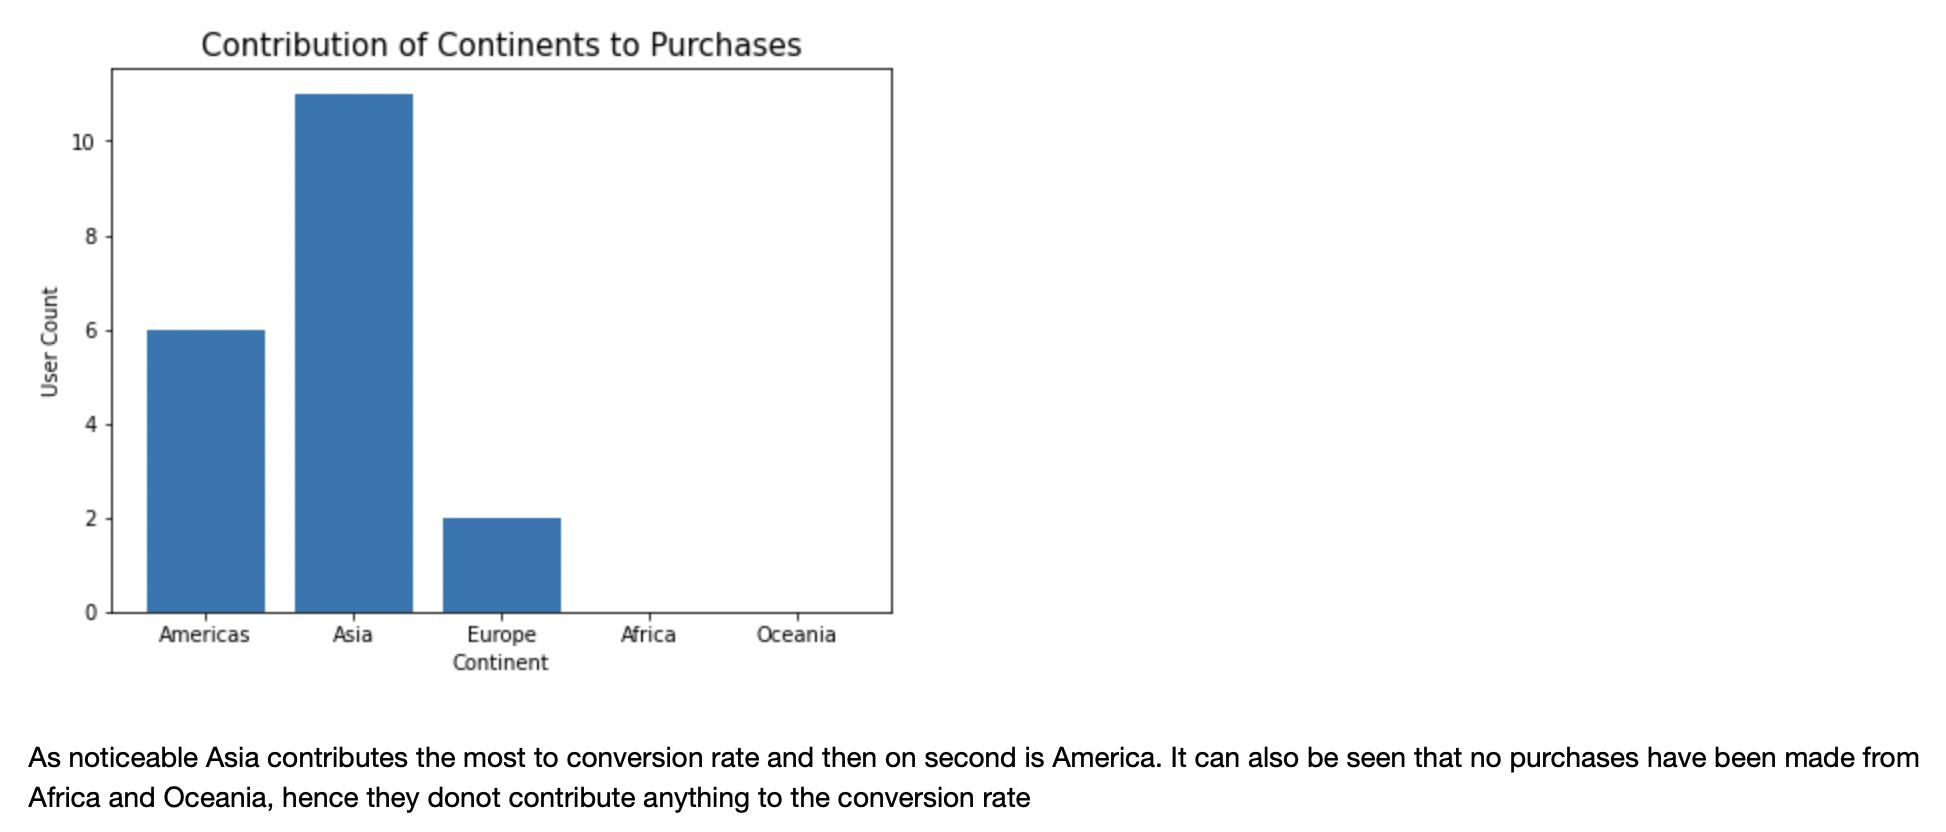 Contribution of Continents to Purchases
10
8
6
4
2
0
User Count
Americas Asia Europe Africa Oceania
Continent
As noticeable Asia contributes the most to conversion rate and then on second is America. It can also be seen that no purchases have been made from
Africa and Oceania, hence they donot contribute anything to the conversion rate